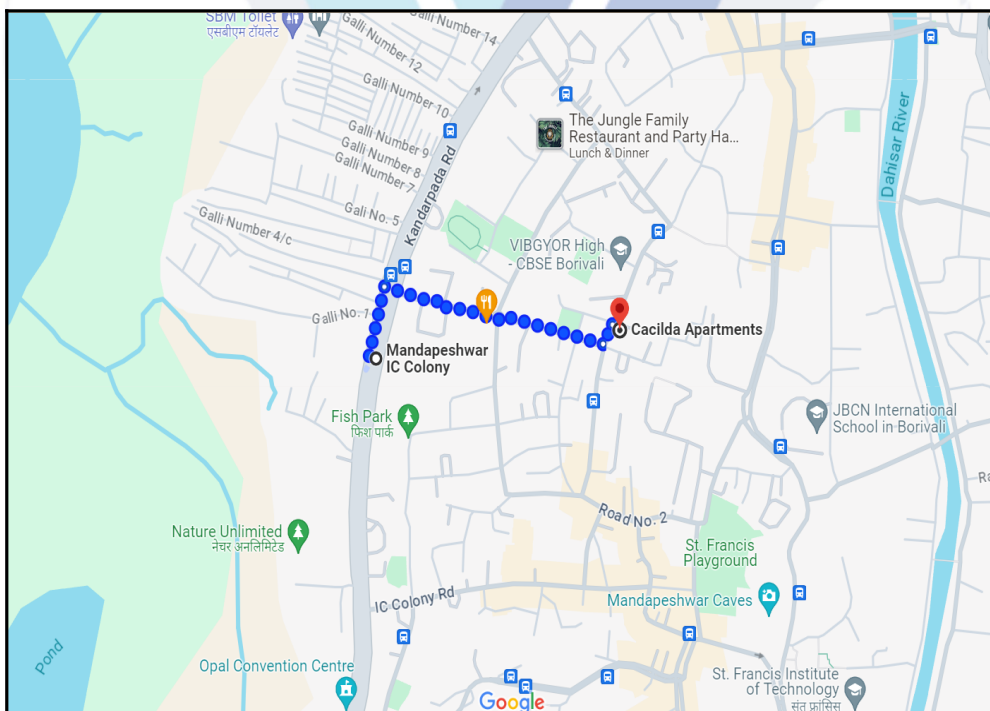 SBM Toilet
एसबीएम टॉयलेट
Galli Number 14
Galli Number 12
Galli Number 10
Galli Number 9
Galli Number 8
Galli Number 7
Gali No. 5
Galli Number 4/c
Galli No. 1
Kandarpada Rd
The Jungle Family
Restaurant and Party Ha...
Lunch & Dinner
Dahisar River
VIBGYOR High
- CBSE Borivali
Cacilda Apartments
Mandapeshwar
IC Colony
Fish Park
फिश पार्क
JBCN International
School in Borivali
Nature Unlimited
नेचर अनलिमिटेड
Road No. 2
St. Francis
Playground
IC Colony Rd
Mandapeshwar Caves
Pond
Opal Convention Centre
St. Francis Institute
of Technology
संत फ्रांसिस
Google